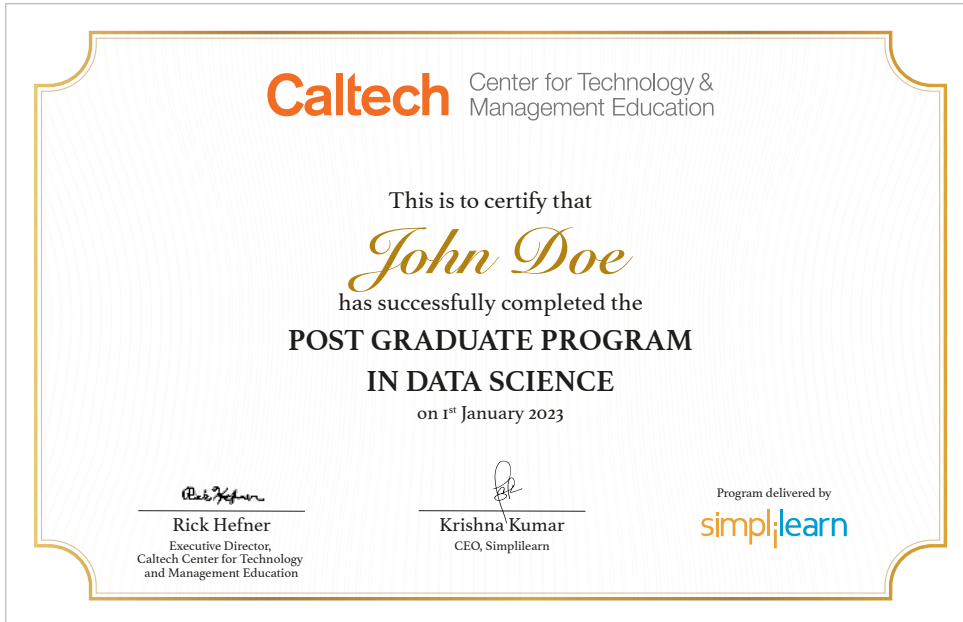 Caltech Center for Technology &
Management Education
This is to certify that
John Doe
has successfully completed the
POST GRADUATE PROGRAM
IN DATA SCIENCE
on 1st January 2023
Rick Hefner
Rick Hefner
Executive Director,
Caltech Center for Technology
and Management Education
Krishna Kumar
CEO, Simplilearn
Program delivered by
simplilearn